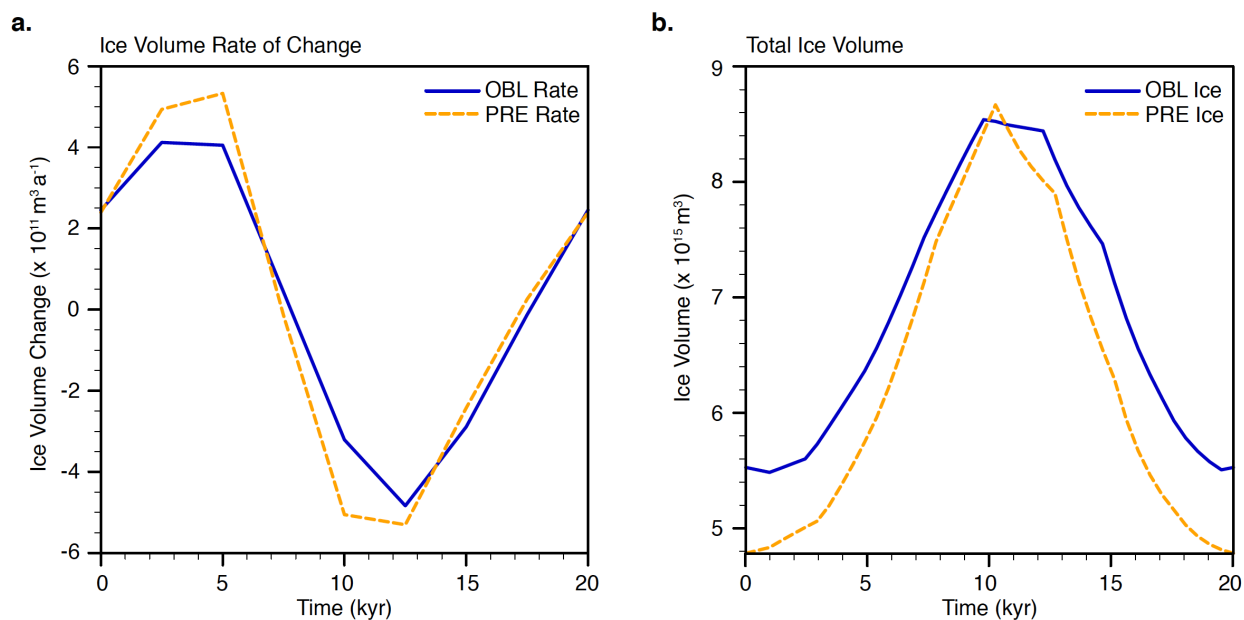 a.
Ice Volume Rate of Change
6
4
2
0
-2
-4
-6
Ice Volume Change (x 10¹¹ m³ a⁻¹)
OBL Rate
PRE Rate
0 5 10 15 20
Time (kyr)
b.
Total Ice Volume
9
8
7
6
5
Ice Volume (x 10¹⁵ m³)
OBL Ice
PRE Ice
0 5 10 15 20
Time (kyr)